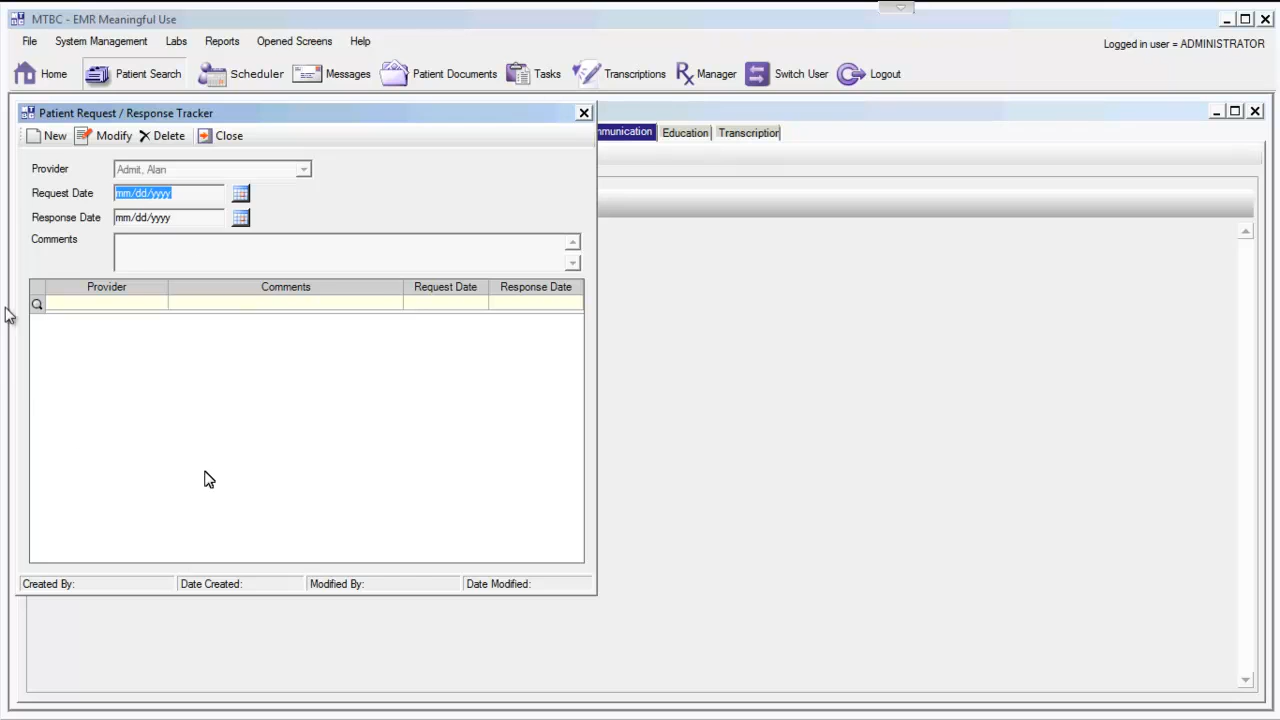 MTBC - EMR Meaningful Use
File System Management Labs Reports Opened Screens Help
Logged in user = ADMINISTRATOR
Home Patient Search Scheduler Messages Patient Documents Tasks Transcriptions Rx Manager Switch User Logout
Patient Request / Response Tracker
New Modify Delete Close
mmunication Education Transcription
Provider Admit, Alan
Request Date mm/dd/yyyy
Response Date mm/dd/yyyy
Comments
Provider Comments Request Date Response Date
Created By: Date Created: Modified By: Date Modified: